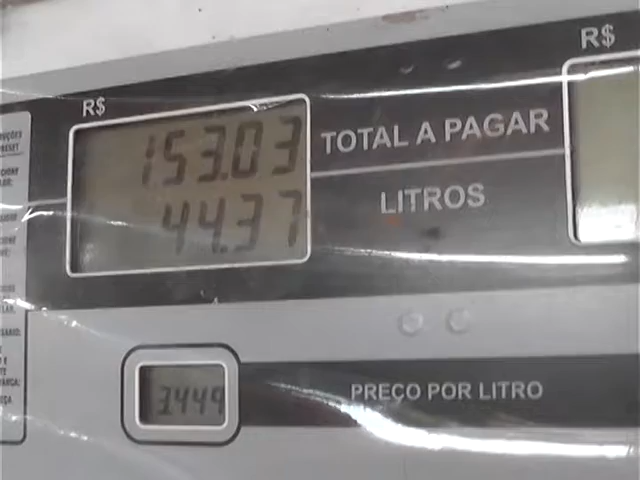 R$
R$
153.03
TOTAL A PAGAR
44.37
LITROS
3.449
PREÇO POR LITRO